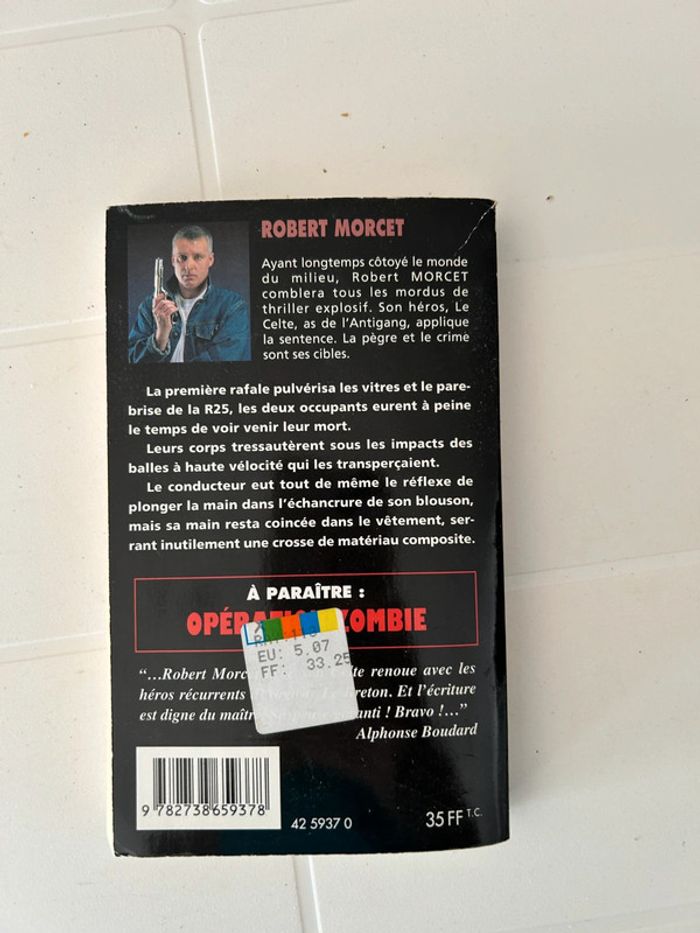 ROBERT MORCET
Ayant longtemps côtoyé le monde
du milieu, Robert MORCET
comblera tous les mordus de
thriller explosif. Son héros, Le
Celte, as de l'Antigang, applique
la sentence. La pègre et le crime
sont ses cibles.
La première rafale pulvérisa les vitres et le pare-
brise de la R25, les deux occupants eurent à peine
le temps de voir venir leur mort.
Leurs corps tressautèrent sous les impacts des
balles à haute vélocité qui les transperçaient.
Le conducteur eut tout de même le réflexe de
plonger la main dans l'échancrure de son blouson,
mais sa main resta coincée dans le vêtement, ser-
rant inutilement une crosse de matériau composite.
À PARAÎTRE :
OPÉRATION ZOMBIE
EU: 5.07
FF: 33.25
“...Robert renoue avec les
héros récurrents Breton. Et l'écriture
est digne du ! Bravo !...”
Alphonse Boudard
9 782738 659378
42 5937 0
35 FF T.C.